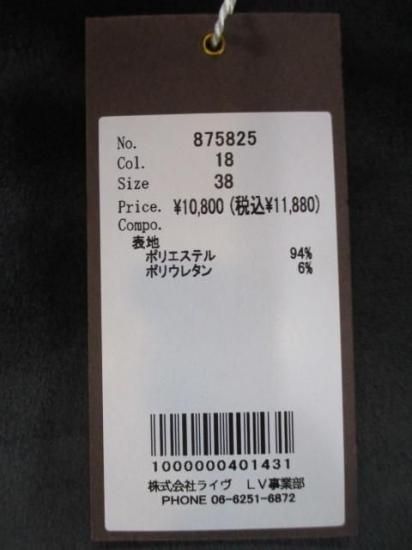 No. 875825
Col. 18
Size 38
Price. ¥10,800(税込¥11,880)
Compo.
表地
ポリエステル 94%
ポリウレタン 6%
1000000401431
株式会社ライヴ LV事業部
PHONE 06-6251-6872